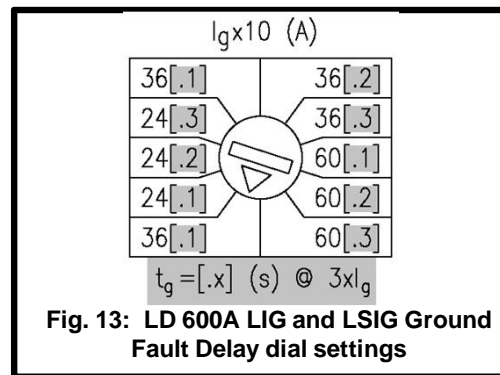 Igx10 (A)
36[.1] 36[.2]
24[.3] 36[.3]
24[.2] 60[.1]
24[.1] 60[.2]
36[.1] 60[.3]
tg =[.x] (s) @ 3xIg
Fig. 13: LD 600A LIG and LSIG Ground
Fault Delay dial settings